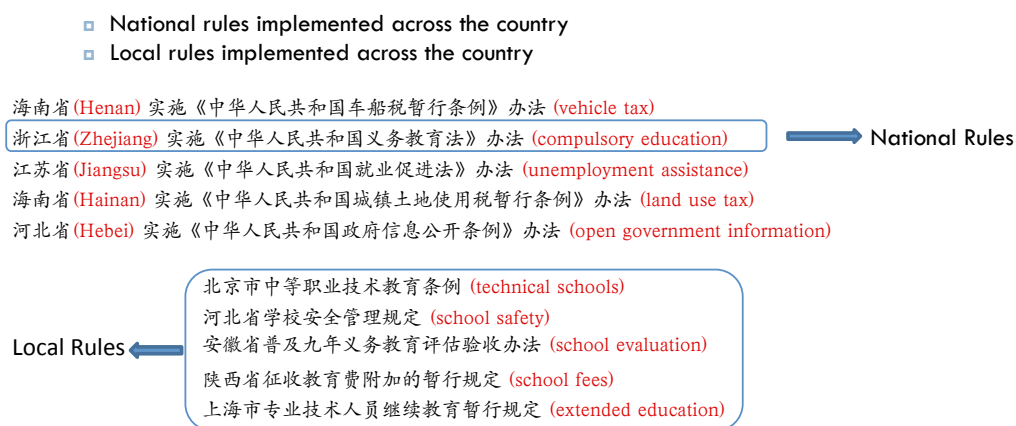 National rules implemented across the country
Local rules implemented across the country
海南省(Henan) 实施《中华人民共和国车船税暂行条例》办法 (vehicle tax)
浙江省(Zhejiang) 实施《中华人民共和国义务教育法》办法 (compulsory education)
National Rules
江苏省(Jiangsu) 实施《中华人民共和国就业促进法》办法 (unemployment assistance)
海南省(Hainan) 实施《中华人民共和国城镇土地使用税暂行条例》办法 (land use tax)
河北省(Hebei) 实施《中华人民共和国政府信息公开条例》办法 (open government information)
北京市中等职业技术教育条例 (technical schools)
河北省学校安全管理规定 (school safety)
Local Rules
安徽省普及九年义务教育评估验收办法 (school evaluation)
陕西省征收教育费附加的暂行规定 (school fees)
上海市专业技术人员继续教育暂行规定 (extended education)